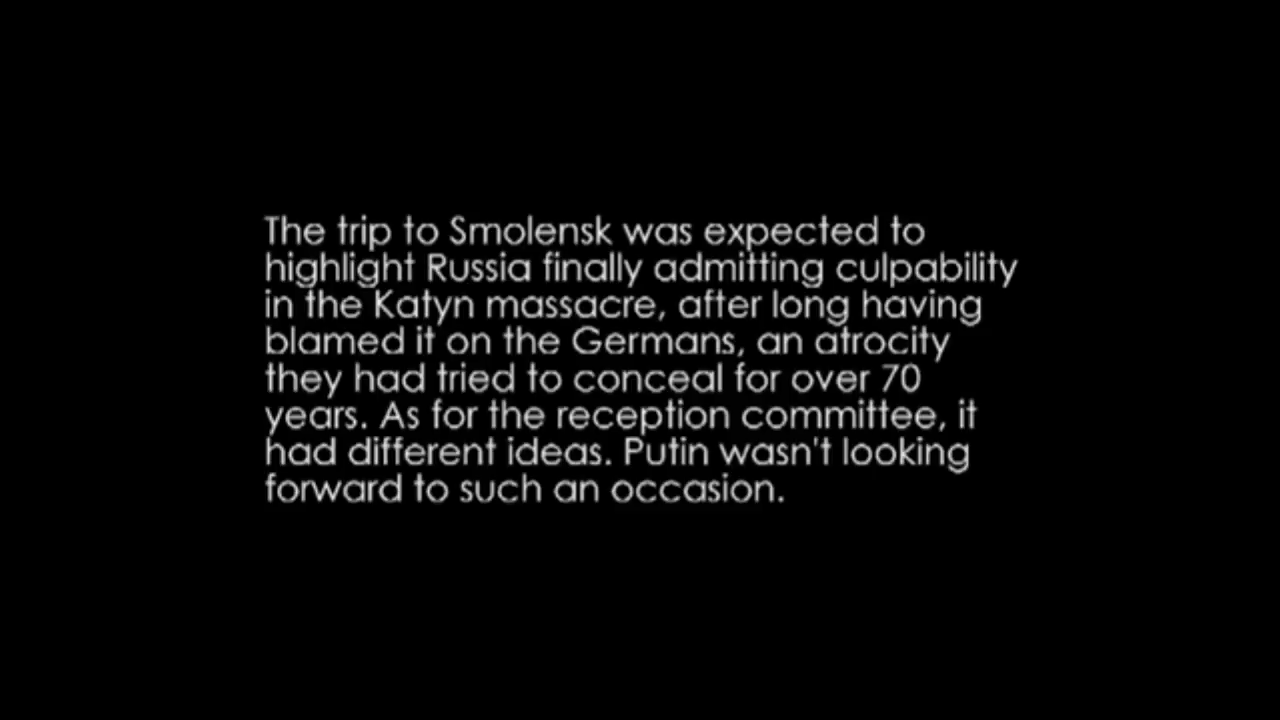 The trip to Smolensk was expected to
highlight Russia finally admitting culpability
in the Katyn massacre, after long having
blamed it on the Germans, an atrocity
they had tried to conceal for over 70
years. As for the reception committee, it
had different ideas. Putin wasn't looking
forward to such an occasion.